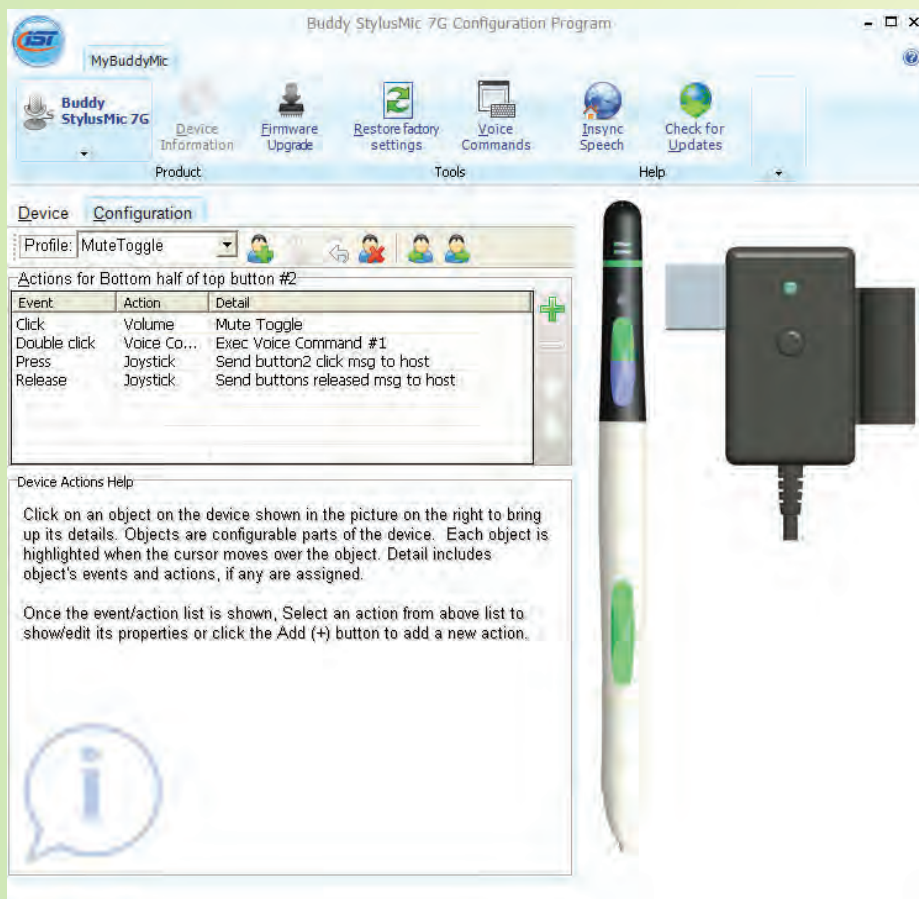 Buddy StylusMic 7G Configuration Program
iST
MyBuddyMic
Buddy
StylusMic 7G
Device
Information
Firmware
Upgrade
Restore factory
settings
Voice
Commands
Insync
Speech
Check for
Updates
Product
Tools
Help
Device Configuration
Profile: MuteToggle
Actions for Bottom half of top button #2
Event Action Detail
Click Volume Mute Toggle
Double click Voice Co... Exec Voice Command #1
Press Joystick Send button2 click msg to host
Release Joystick Send buttons released msg to host
Device Actions Help
Click on an object on the device shown in the picture on the right to bring
up its details. Objects are configurable parts of the device. Each object is
highlighted when the cursor moves over the object. Detail includes
object's events and actions, if any are assigned.
Once the event/action list is shown, Select an action from above list to
show/edit its properties or click the Add (+) button to add a new action.